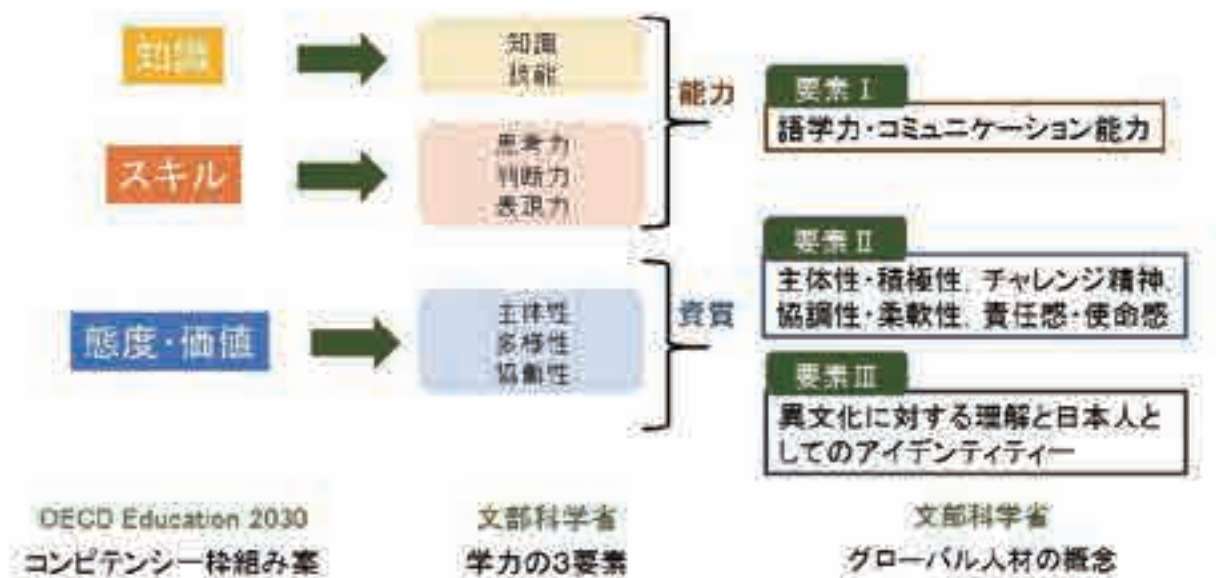 知識
スキル
態度・価値
知識
技能
思考力
判断力
表現力
主体性
多様性
協働性
能力
資質
要素Ⅰ
語学力・コミュニケーション能力
要素Ⅱ
主体性・積極性、チャレンジ精神、
協調性・柔軟性、責任感・使命感
要素Ⅲ
異文化に対する理解と日本人と
してのアイデンティティー
OECD Education 2030
コンピテンシー枠組み案
文部科学省
学力の3要素
文部科学省
グローバル人材の概念